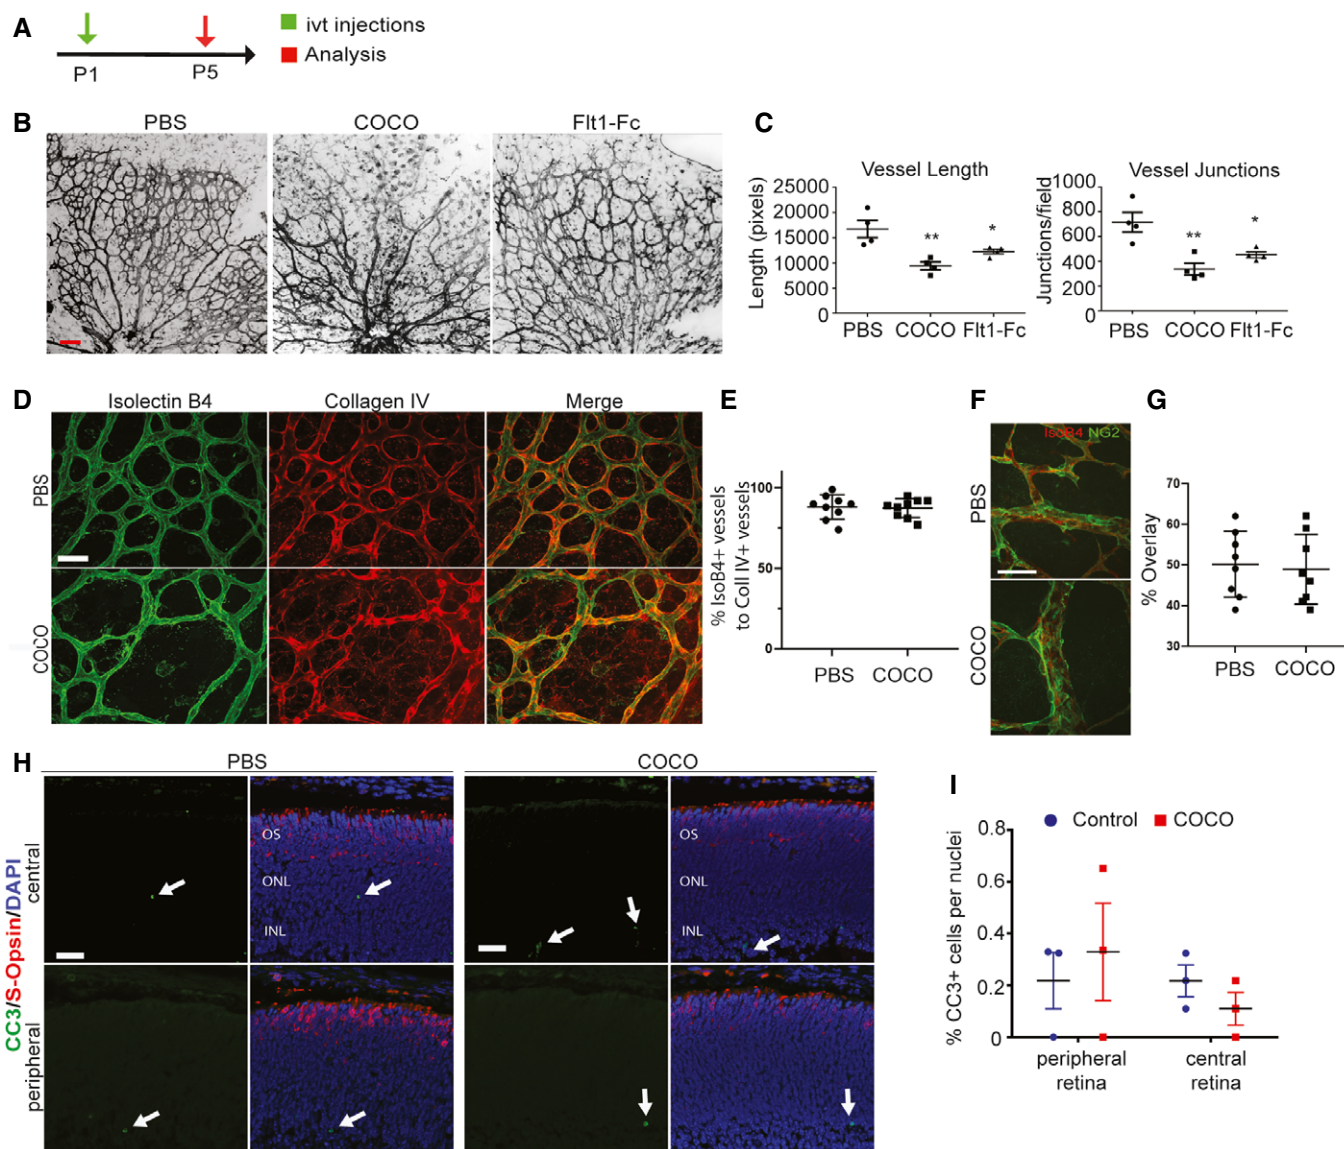 A
ivt injections
Analysis
P1
P5
B
PBS
COCO
Flt1-Fc
C
Vessel Length
Length (pixels)
25000
20000
15000
10000
5000
0
**
*
PBS
COCO
Flt1-Fc
Vessel Junctions
Junctions/field
1000
800
600
400
200
0
**
*
PBS
COCO
Flt1-Fc
D
Isolectin B4
Collagen IV
Merge
PBS
COCO
E
% IsoB4+ vessels
to Coll IV+ vessels
100
50
0
PBS
COCO
F
IsoB4 NG2
PBS
COCO
G
% Overlay
70
60
50
40
30
PBS
COCO
H
PBS
COCO
CC3/S-Opsin/DAPI
central
peripheral
OS
ONL
INL
OS
ONL
INL
I
Control
COCO
% CC3+ cells per nuclei
0.8
0.6
0.4
0.2
0
peripheral
retina
central
retina